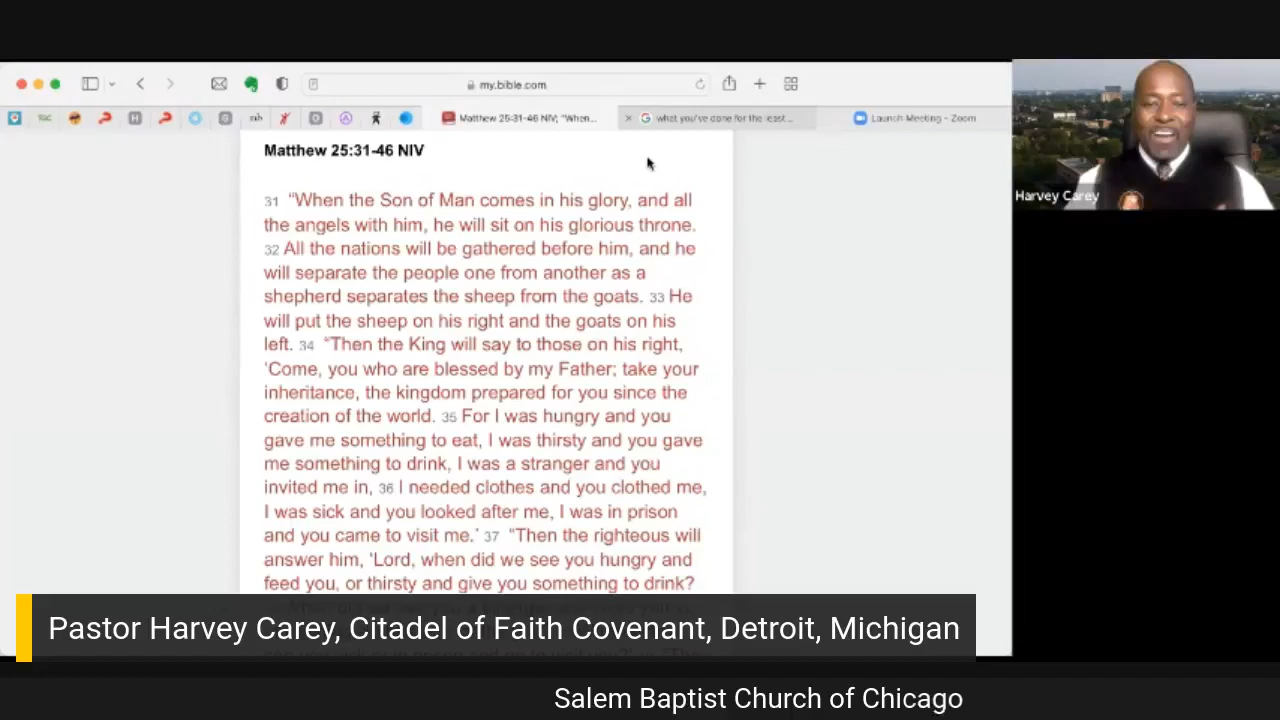 my.bible.com
TGC
Matthew 25:31-46 NIV; "When...
what you've done for the least ...
Launch Meeting - Zoom
Matthew 25:31-46 NIV
31 "When the Son of Man comes in his glory, and all
the angels with him, he will sit on his glorious throne.
32 All the nations will be gathered before him, and he
will separate the people one from another as a
shepherd separates the sheep from the goats. 33 He
will put the sheep on his right and the goats on his
left. 34 "Then the King will say to those on his right,
'Come, you who are blessed by my Father; take your
inheritance, the kingdom prepared for you since the
creation of the world. 35 For I was hungry and you
gave me something to eat, I was thirsty and you gave
me something to drink, I was a stranger and you
invited me in, 36 I needed clothes and you clothed me,
I was sick and you looked after me, I was in prison
and you came to visit me.' 37 "Then the righteous will
answer him, 'Lord, when did we see you hungry and
feed you, or thirsty and give you something to drink?
Harvey Carey
Pastor Harvey Carey, Citadel of Faith Covenant, Detroit, Michigan
Salem Baptist Church of Chicago